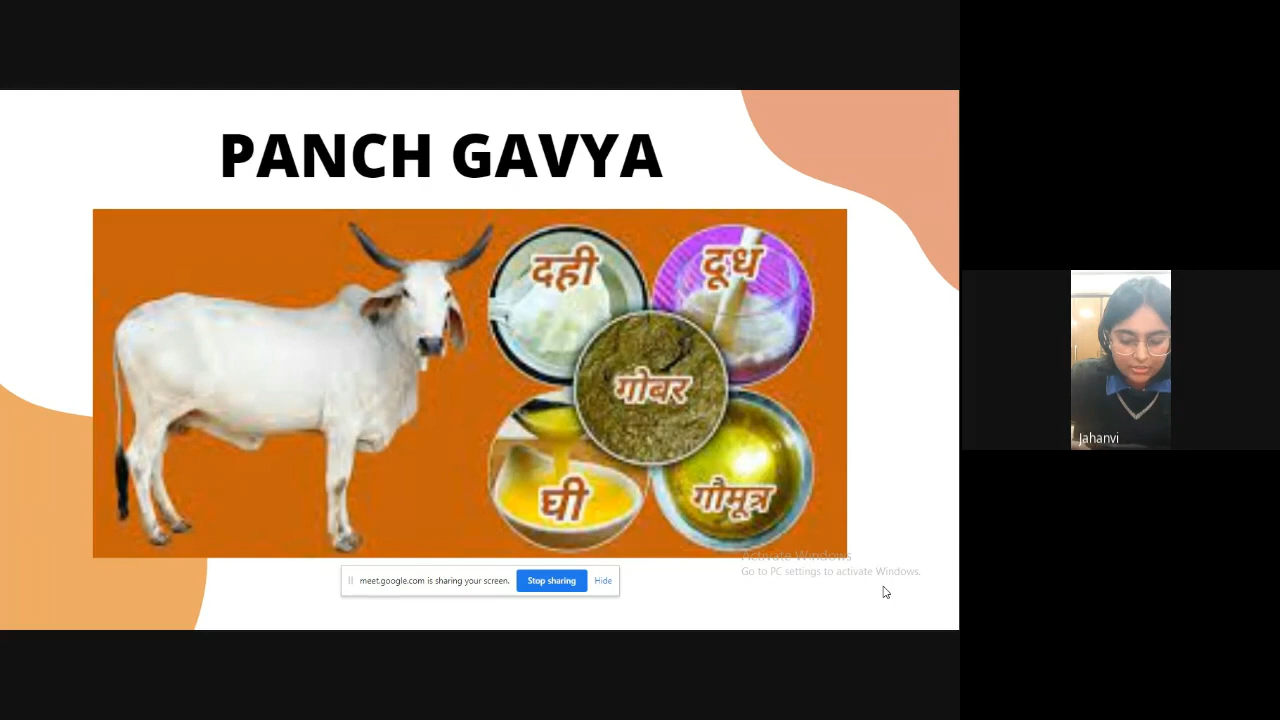 PANCH GAVYA
दही
दूध
गोबर
घी
गौमूत्र
Activate Windows
Go to PC settings to activate Windows.
meet.google.com is sharing your screen.
Stop sharing
Hide
Jahanvi